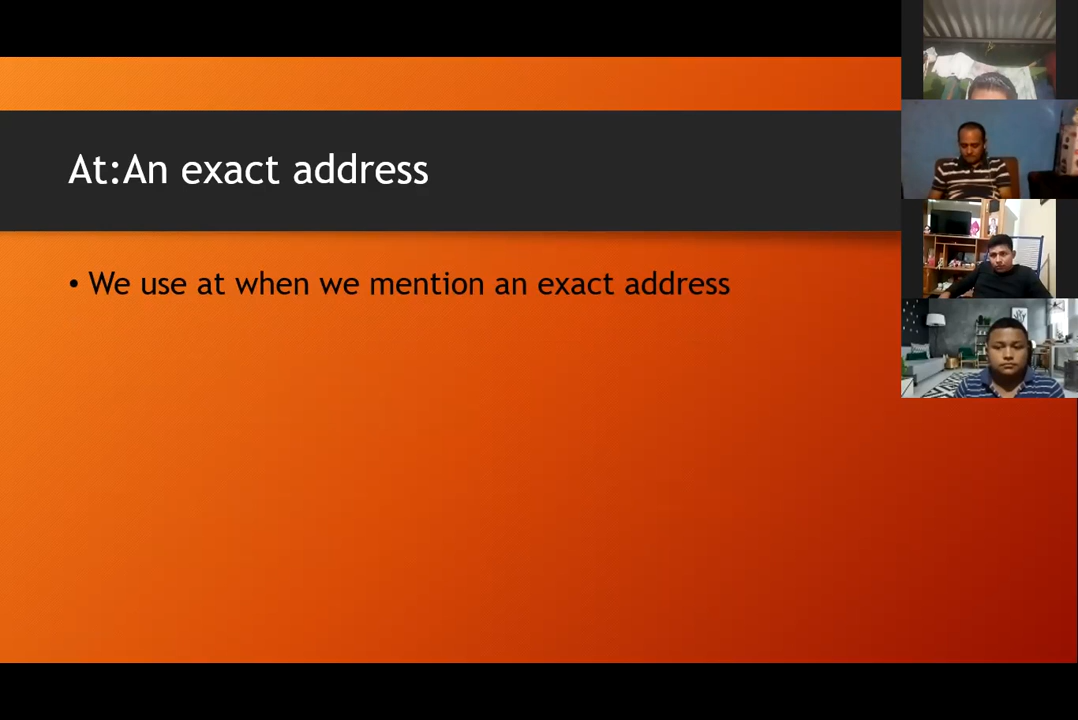 At:An exact address
• We use at when we mention an exact address